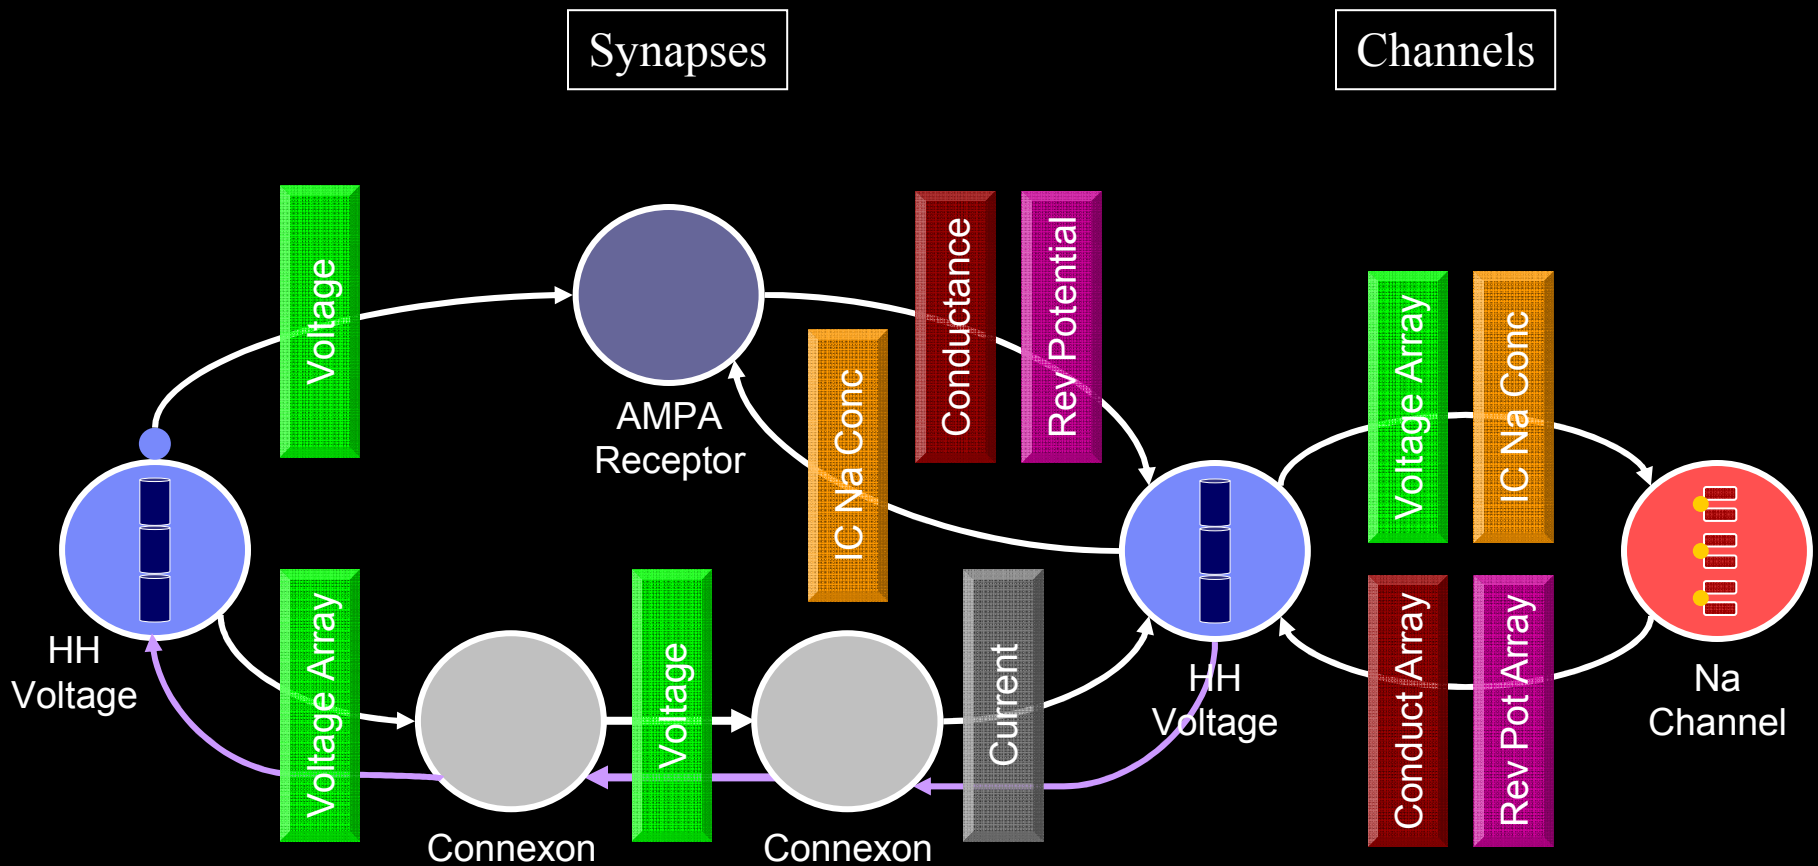 Synapses
Channels
Voltage
AMPA
Receptor
Conductance
Rev Potential
IC Na Conc
Voltage Array
IC Na Conc
HH
Voltage
Voltage Array
Connexon
Voltage
Connexon
Current
HH
Voltage
Conduct Array
Rev Pot Array
Na
Channel